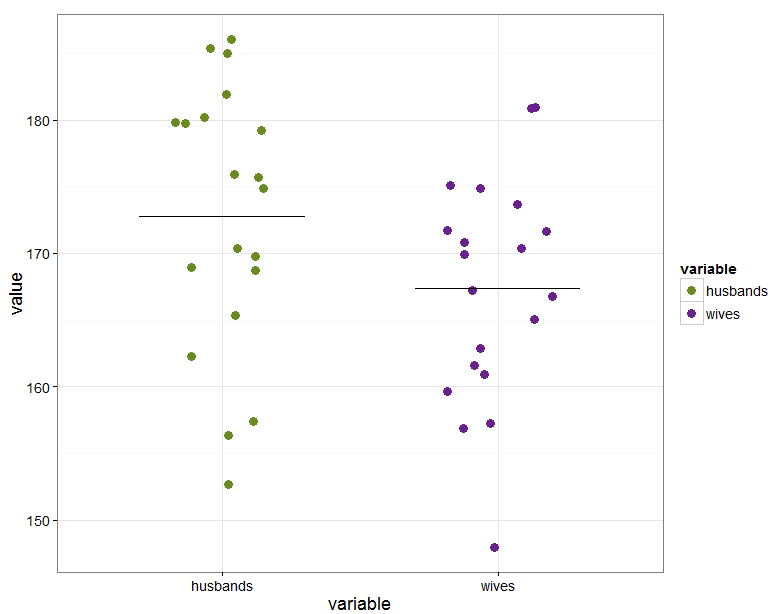 180
170
160
150
value
husbands
wives
variable
variable
husbands
wives